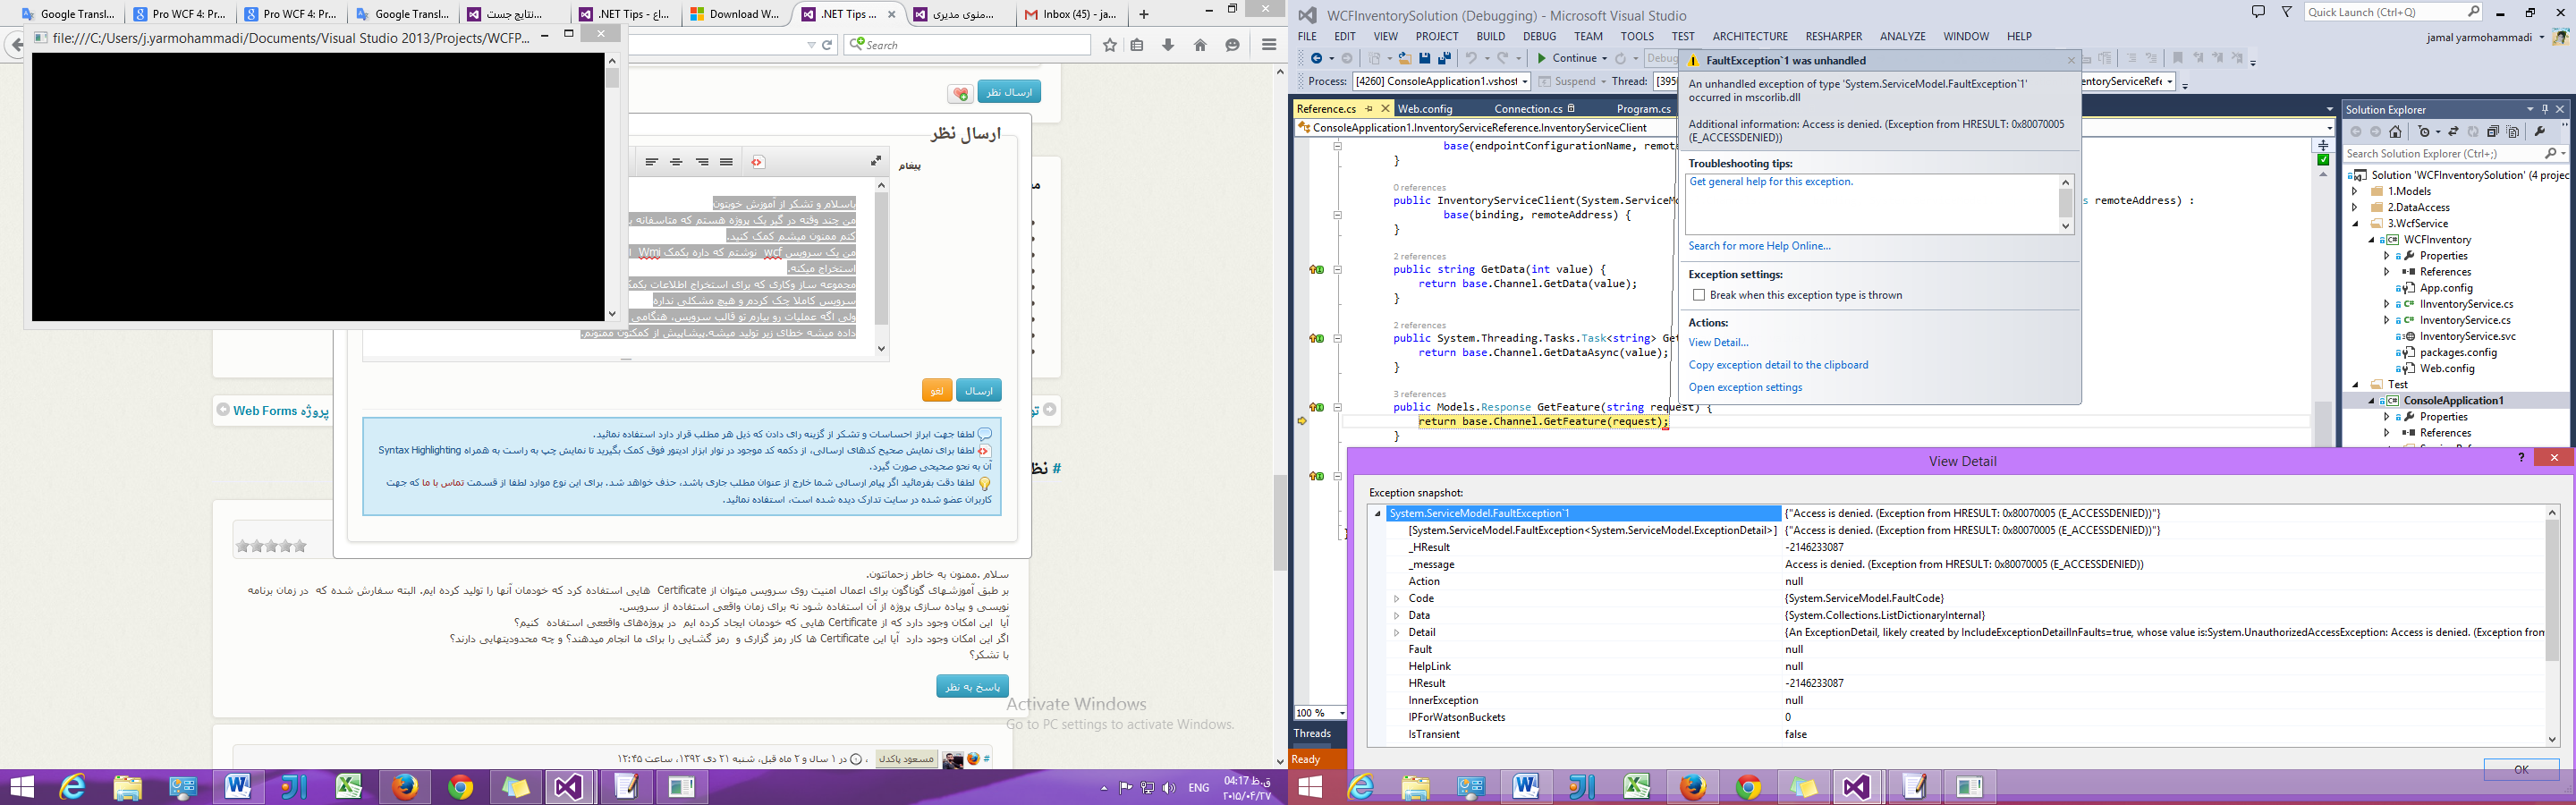 Google Transl...
Pro WCF 4: Pr...
Pro WCF 4: Pr...
Google Transl...
نتایج جست...
.NET Tips - اع...
Download W...
.NET Tips ...
منوی مدیری...
Inbox (45) - ja...
file:///C:/Users/j.yarmohammadi/Documents/Visual Studio 2013/Projects/WCFP...
Search
ارسال نظر
ارسال نظر
پیغام
باسلام و تشکر از آموزش خوبتون
من چند وقته در گیر یک پروژه هستم که متاسفانه
کنم ممنون میشم کمک کنید.
من یک سرویس wcf نوشتم که داره بکمک Wmi
استخراج میکنه.
مجموعه ساز وکاری که برای استخراج اطلاعات بکمک
سرویس کاملا چک کردم و هیچ مشکلی نداره
ولی اگه عملیات رو بیارم تو قالب سرویس، هنگامی
داده میشه خطای زیر تولید میشه.پیشاپیش از کمکتون ممنونم.
ارسال
لغو
پروژه Web Forms
لطفا جهت ابراز احساسات و تشکر از گزینه رای دادن که ذیل هر مطلب قرار دارد استفاده نمائید.
لطفا برای نمایش صحیح کدهای ارسالی، از دکمه کد موجود در نوار ابزار ادیتور فوق کمک بگیرید تا نمایش چپ به راست به همراه Syntax Highlighting
آن به نحو صحیحی صورت گیرد.
لطفا دقت بفرمائید اگر پیام ارسالی شما خارج از عنوان مطلب جاری باشد، حذف خواهد شد. برای این نوع موارد لطفا از قسمت تماس با ما که جهت
کاربران عضو شده در سایت تدارک دیده شده است، استفاده نمائید.
# نظ
سلام .ممنون به خاطر زحماتتون.
بر طبق آموزشهای گوناگون برای اعمال امنیت روی سرویس میتوان از Certificate هایی استفاده کرد که خودمان آنها را تولید کرده ایم. البته سفارش شده که در زمان برنامه
نویسی و پیاده سازی پروژه از آن استفاده شود نه برای زمان واقعی استفاده از سرویس.
آیا این امکان وجود دارد که از Certificate هایی که خودمان ایجاد کرده ایم در پروژه‌های واقعی استفاده کنیم؟
اگر این امکان وجود دارد آیا این Certificate ها کار رمز گزاری و رمز گشایی را برای ما انجام میدهند؟ و چه محدودیتهایی دارند؟
با تشکر؟
پاسخ به نظر
Activate Windows
Go to PC settings to activate Windows.
# مسعود پاکدل ، در ۱ سال و ۲ ماه قبل، شنبه ۲۱ دی ۱۳۹۲، ساعت ۱۲:۴۵
ENG
04:17 ق.ظ
۲۰۱۵/۰۴/۲۷
WCFInventorySolution (Debugging) - Microsoft Visual Studio
Quick Launch (Ctrl+Q)
FILE EDIT VIEW PROJECT BUILD DEBUG TEAM TOOLS TEST ARCHITECTURE RESHARPER ANALYZE WINDOW HELP
jamal yarmohammadi
Continue
Debug
Process: [4260] ConsoleApplication1.vshost
Suspend
Thread: [395
entoryServiceRef
Reference.cs
Web.config
Connection.cs
Program.cs
ConsoleApplication1.InventoryServiceReference.InventoryServiceClient
base(endpointConfigurationName, remote
}
0 references
public InventoryServiceClient(System.ServiceMo
s remoteAddress) :
base(binding, remoteAddress) {
}
2 references
public string GetData(int value) {
return base.Channel.GetData(value);
}
2 references
public System.Threading.Tasks.Task<string> Get
return base.Channel.GetDataAsync(value);
}
3 references
public Models.Response GetFeature(string request) {
return base.Channel.GetFeature(request);
}
100 %
Threads
Ready
FaultException`1 was unhandled
An unhandled exception of type 'System.ServiceModel.FaultException`1'
occurred in mscorlib.dll
Additional information: Access is denied. (Exception from HRESULT: 0x80070005
(E_ACCESSDENIED))
Troubleshooting tips:
Get general help for this exception.
Search for more Help Online...
Exception settings:
Break when this exception type is thrown
Actions:
View Detail...
Copy exception detail to the clipboard
Open exception settings
Solution Explorer
Search Solution Explorer (Ctrl+;)
Solution 'WCFInventorySolution' (4 projec
1.Models
2.DataAccess
3.WcfService
WCFInventory
Properties
References
App.config
IInventoryService.cs
InventoryService.cs
InventoryService.svc
packages.config
Web.config
Test
ConsoleApplication1
Properties
References
View Detail
Exception snapshot:
System.ServiceModel.FaultException`1 {"Access is denied. (Exception from HRESULT: 0x80070005 (E_ACCESSDENIED))"}
[System.ServiceModel.FaultException<System.ServiceModel.ExceptionDetail>] {"Access is denied. (Exception from HRESULT: 0x80070005 (E_ACCESSDENIED))"}
_HResult -2146233087
_message Access is denied. (Exception from HRESULT: 0x80070005 (E_ACCESSDENIED))
Action null
Code {System.ServiceModel.FaultCode}
Data {System.Collections.ListDictionaryInternal}
Detail {An ExceptionDetail, likely created by IncludeExceptionDetailInFaults=true, whose value is:System.UnauthorizedAccessException: Access is denied. (Exception from
Fault null
HelpLink null
HResult -2146233087
InnerException null
IPForWatsonBuckets 0
IsTransient false
OK